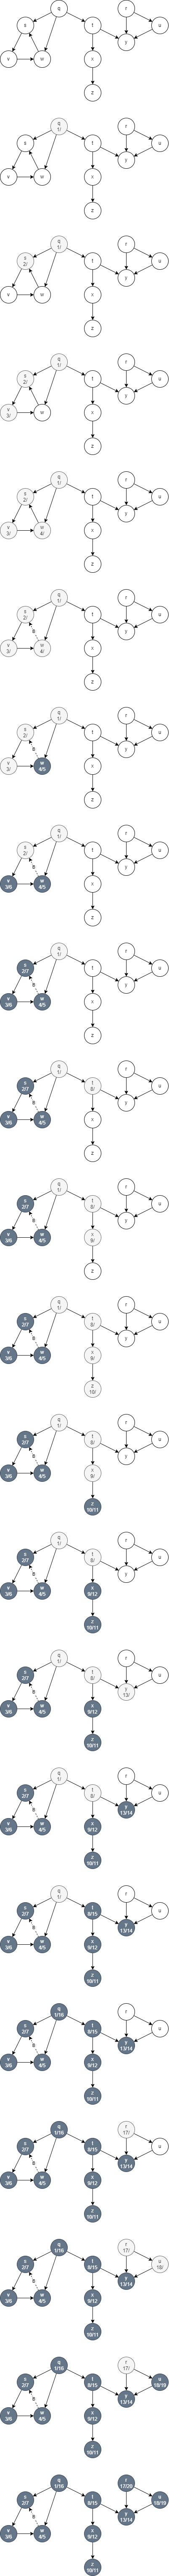 q r
s t u
y
v w x
z
q r
1/
s t u
y
v w x
z
q r
1/
s t u
2/
y
v w x
z
q r
1/
s t u
2/
y
v w x
3/
z
q r
1/
s t u
2/
y
v w x
3/ 4/
z
q r
1/
s t u
2/
B y
v w x
3/ 4/
z
q r
1/
s t u
2/
B y
v w x
3/ 4/5
z
q r
1/
s t u
2/
B y
v w x
3/6 4/5
z
q r
1/
s t u
2/7
B y
v w x
3/6 4/5
z
q r
1/
s t u
2/7 8/
B y
v w x
3/6 4/5
z
q r
1/
s t u
2/7 8/
B y
v w x
3/6 4/5 9/
z
q r
1/
s t u
2/7 8/
B y
v w x
3/6 4/5 9/
z
10/
q r
1/
s t u
2/7 8/
B y
v w x
3/6 4/5 9/
z
10/11
q r
1/
s t u
2/7 8/
B y
v w x
3/6 4/5 9/12
z
10/11
q r
1/
s t u
2/7 8/
B y
13/
v w x
3/6 4/5 9/12
z
10/11
q r
1/
s t u
2/7 8/
B y
13/14
v w x
3/6 4/5 9/12
z
10/11
q r
1/
s t u
2/7 8/15
B y
13/14
v w x
3/6 4/5 9/12
z
10/11
q r
1/16
s t u
2/7 8/15
B y
13/14
v w x
3/6 4/5 9/12
z
10/11
q r
1/16 17/
s t u
2/7 8/15
B y
13/14
v w x
3/6 4/5 9/12
z
10/11
q r
1/16 17/
s t u
2/7 8/15 18/
B y
13/14
v w x
3/6 4/5 9/12
z
10/11
q r
1/16 17/
s t u
2/7 8/15 18/19
B y
13/14
v w x
3/6 4/5 9/12
z
10/11
q r
1/16 17/20
s t u
2/7 8/15 18/19
B y
13/14
v w x
3/6 4/5 9/12
z
10/11